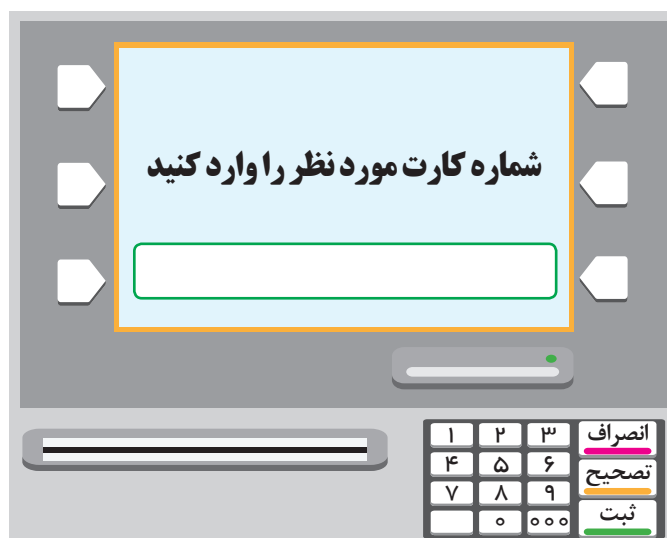 شماره کارت مورد نظر را وارد کنید
۱ ۲ ۳ انصراف
۴ ۵ ۶ تصحیح
۷ ۸ ۹
۰ ۰۰۰ ثبت